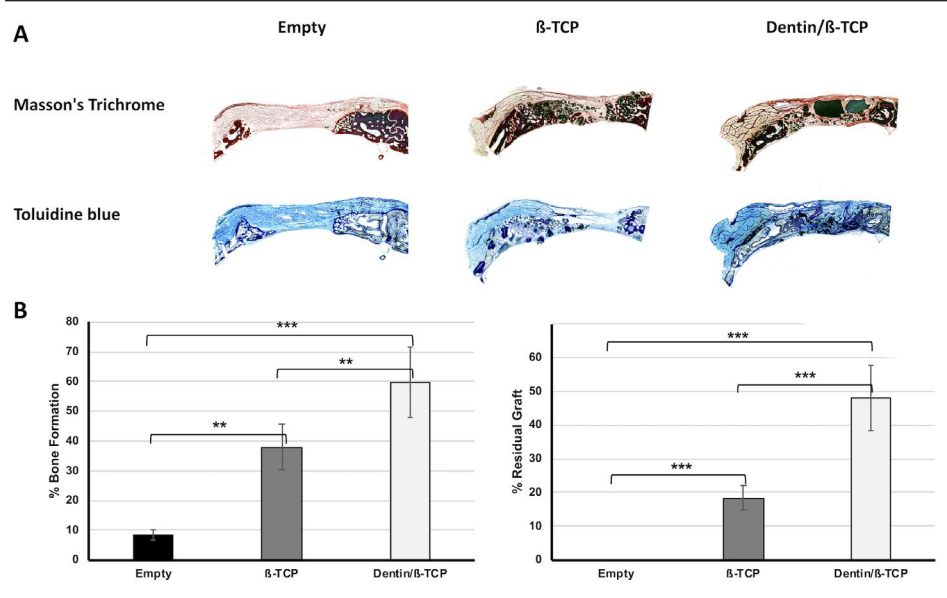 A
Empty
ß-TCP
Dentin/ß-TCP
Masson's Trichrome
Toluidine blue
B
% Bone Formation
80
70
60
50
40
30
20
10
0
***
**
**
Empty
ß-TCP
Dentin/ß-TCP
% Residual Graft
60
50
40
30
20
10
0
***
***
***
Empty
ß-TCP
Dentin/ß-TCP